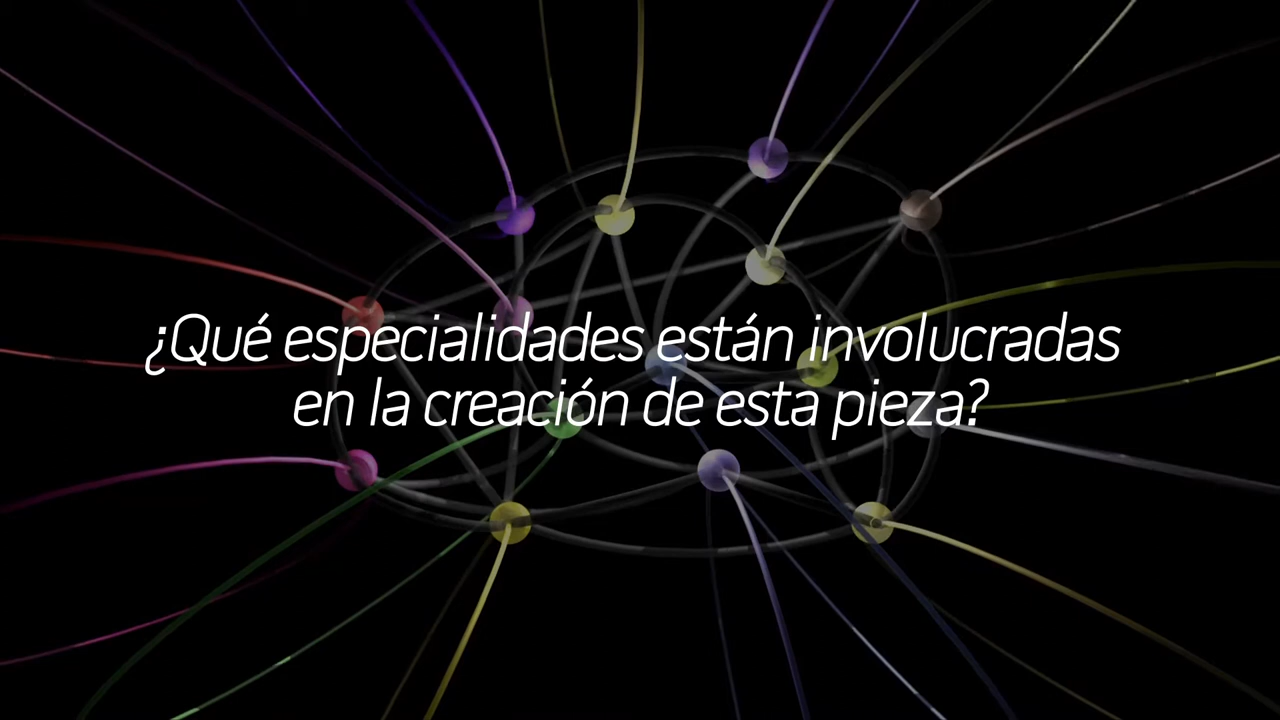 ¿Qué especialidades están involucradas
en la creación de esta pieza?